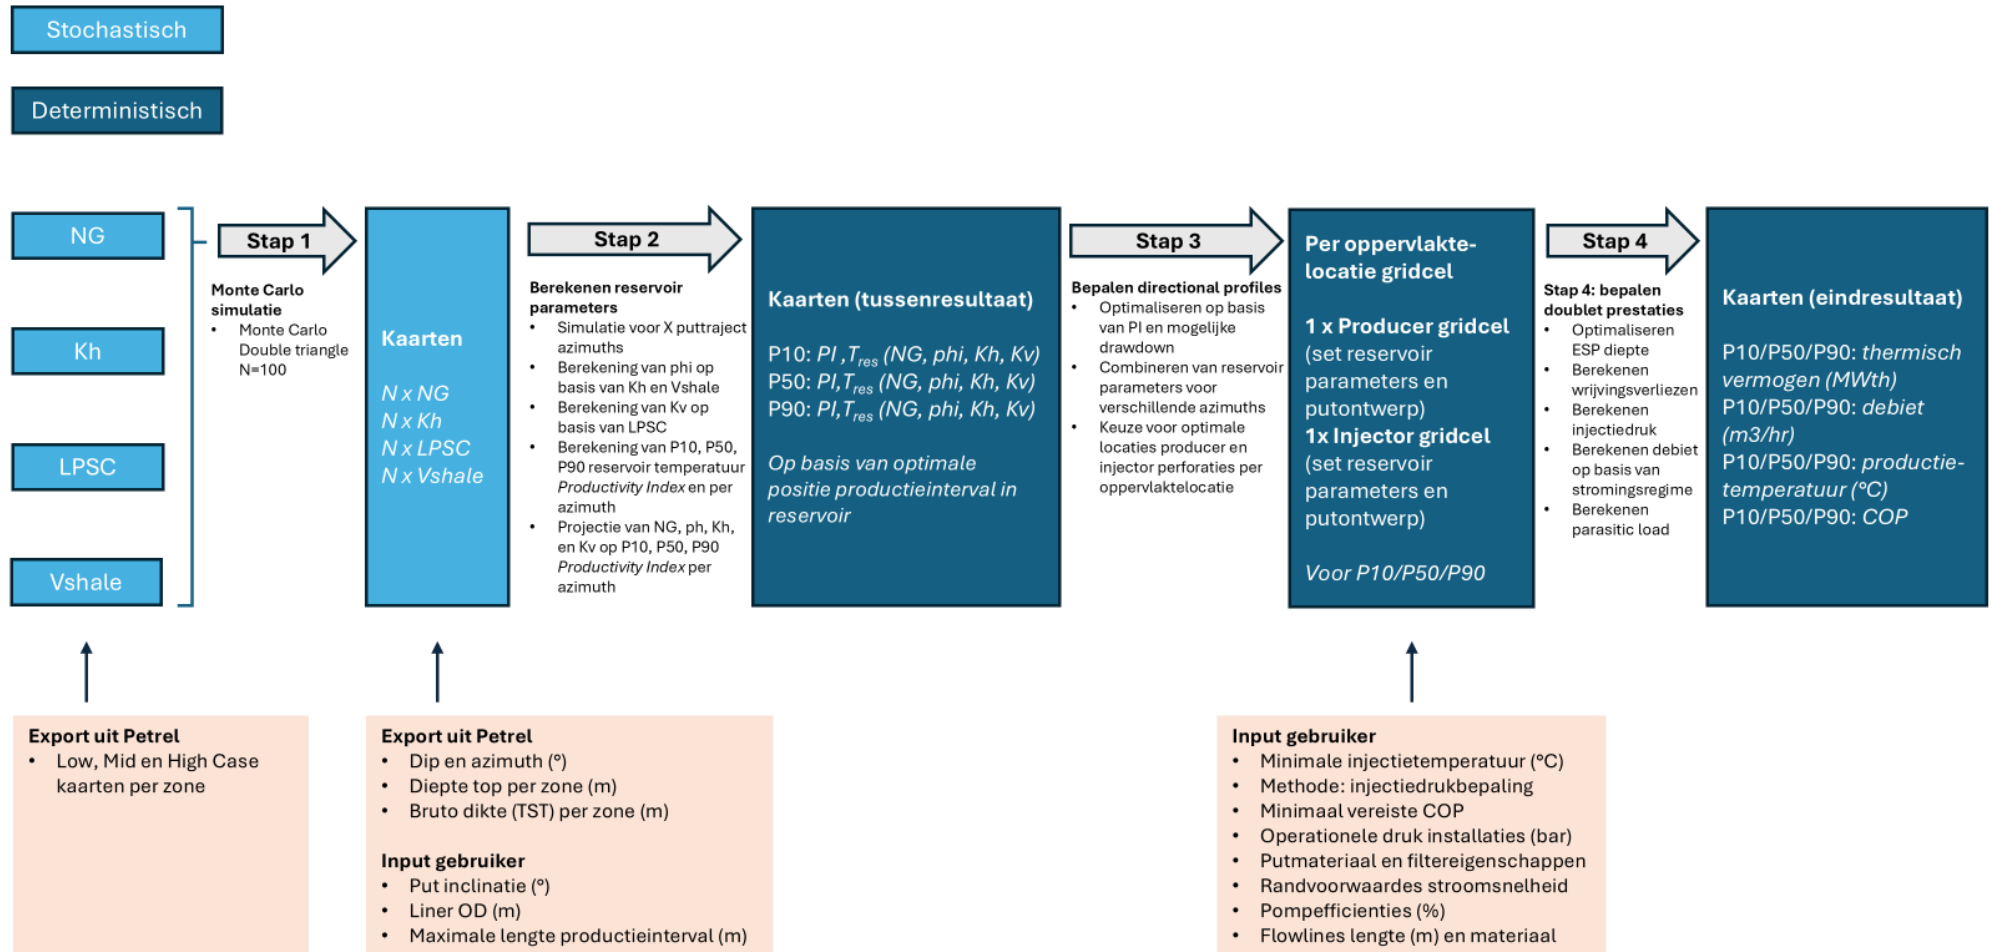 Stochastisch
Deterministisch
NG
Kh
LPSC
Vshale
Stap 1
Monte Carlo
simulatie
• Monte Carlo
Double triangle
N=100
Kaarten
N x NG
N x Kh
N x LPSC
N x Vshale
Stap 2
Berekenen reservoir
parameters
• Simulatie voor X puttraject
azimuths
• Berekening van phi op
basis van Kh en Vshale
• Berekening van Kv op
basis van LPSC
• Berekening van P10, P50,
P90 reservoir temperatuur
Productivity Index en per
azimuth
• Projectie van NG, ph, Kh,
en Kv op P10, P50, P90
Productivity Index per
azimuth
Kaarten (tussenresultaat)
P10: PI ,Tres (NG, phi, Kh, Kv)
P50: PI,Tres (NG, phi, Kh, Kv)
P90: PI,Tres (NG, phi, Kh, Kv)
Op basis van optimale
positie productieinterval in
reservoir
Stap 3
Bepalen directional profiles
• Optimaliseren op basis
van PI en mogelijke
drawdown
• Combineren van reservoir
parameters voor
verschillende azimuths
• Keuze voor optimale
locaties producer en
injector perforaties per
oppervlaktelocatie
Per oppervlakte-
locatie gridcel
1 x Producer gridcel
(set reservoir
parameters en
putontwerp)
1x Injector gridcel
(set reservoir
parameters en
putontwerp)
Voor P10/P50/P90
Stap 4
Stap 4: bepalen
doublet prestaties
• Optimaliseren
ESP diepte
• Berekenen
wrijvingsverliezen
• Berekenen
injectiedruk
• Berekenen debiet
op basis van
stromingsregime
• Berekenen
parasitic load
Kaarten (eindresultaat)
P10/P50/P90: thermisch
vermogen (MWth)
P10/P50/P90: debiet
(m3/hr)
P10/P50/P90: productie-
temperatuur (°C)
P10/P50/P90: COP
Export uit Petrel
• Low, Mid en High Case
kaarten per zone
Export uit Petrel
• Dip en azimuth (°)
• Diepte top per zone (m)
• Bruto dikte (TST) per zone (m)
Input gebruiker
• Put inclinatie (°)
• Liner OD (m)
• Maximale lengte productieinterval (m)
Input gebruiker
• Minimale injectietemperatuur (°C)
• Methode: injectiedrukbepaling
• Minimaal vereiste COP
• Operationele druk installaties (bar)
• Putmateriaal en filtereigenschappen
• Randvoorwaardes stroomsnelheid
• Pompefficienties (%)
• Flowlines lengte (m) en materiaal